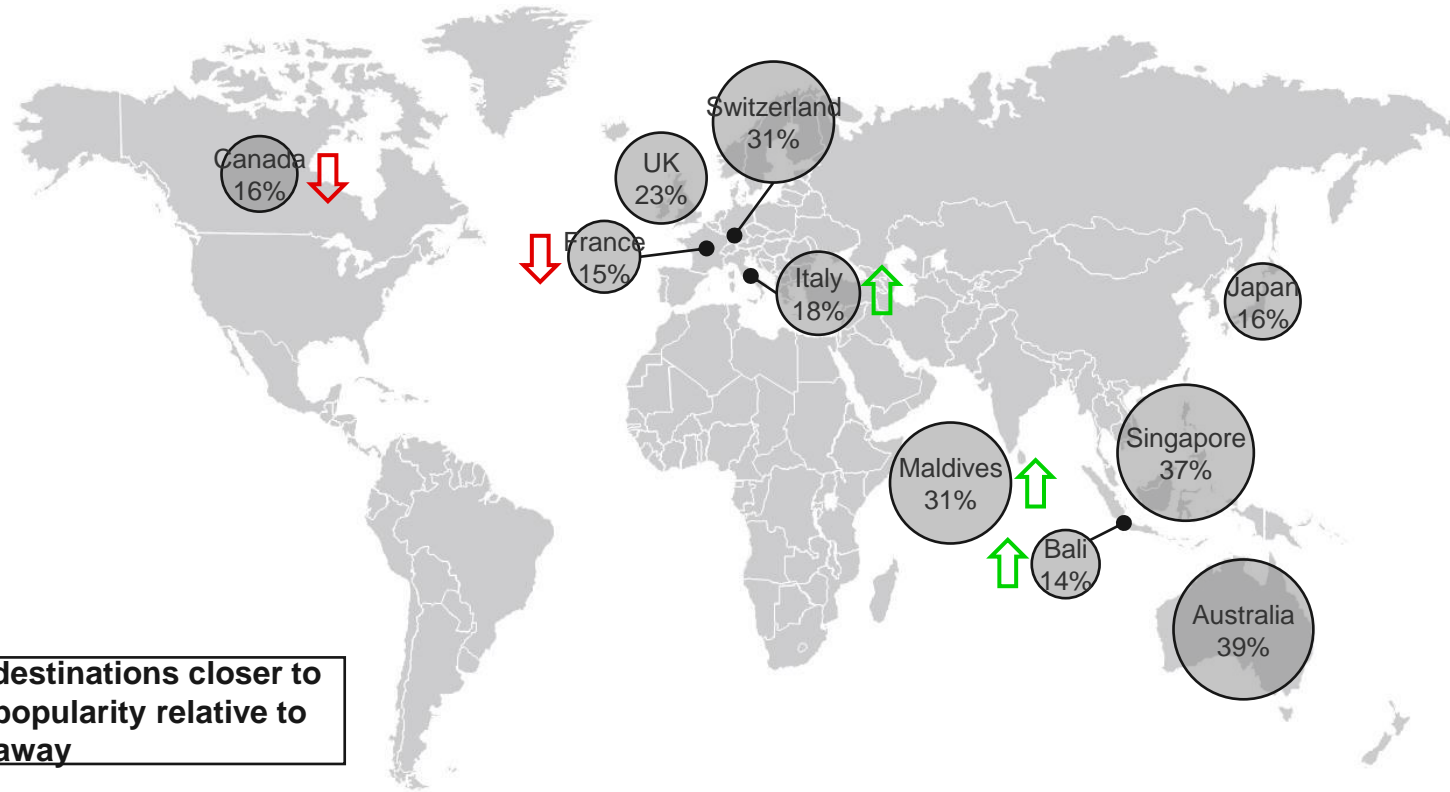 Switzerland
31%
Canada
16%
UK
23%
France
15%
Italy
18%
Japan
16%
Singapore
37%
Maldives
31%
Bali
14%
Australia
39%
destinations closer to
popularity relative to
away